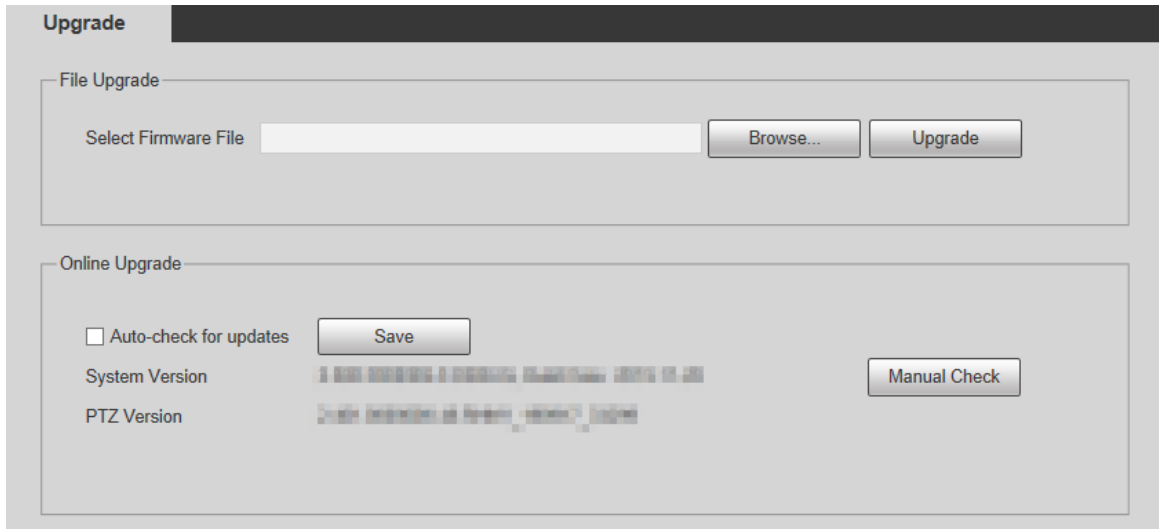 Upgrade
File Upgrade
Select Firmware File Browse... Upgrade
Online Upgrade
Auto-check for updates Save
System Version Manual Check
PTZ Version